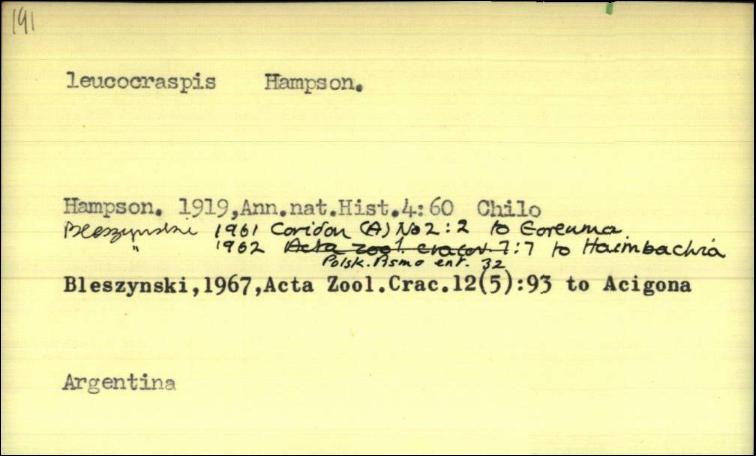 191
leucocraspis Hampson.
Hampson. 1919,Ann.nat.Hist.4:60 Chilo
Bleszynski 1961 Coridon (A) No 2:2 to Eoreuma
" 1962 Acta zool cracov 7:7 to Haimbachia
Polsk. Pismo ent. 32
Bleszynski,1967,Acta Zool.Crac.12(5):93 to Acigona
Argentina